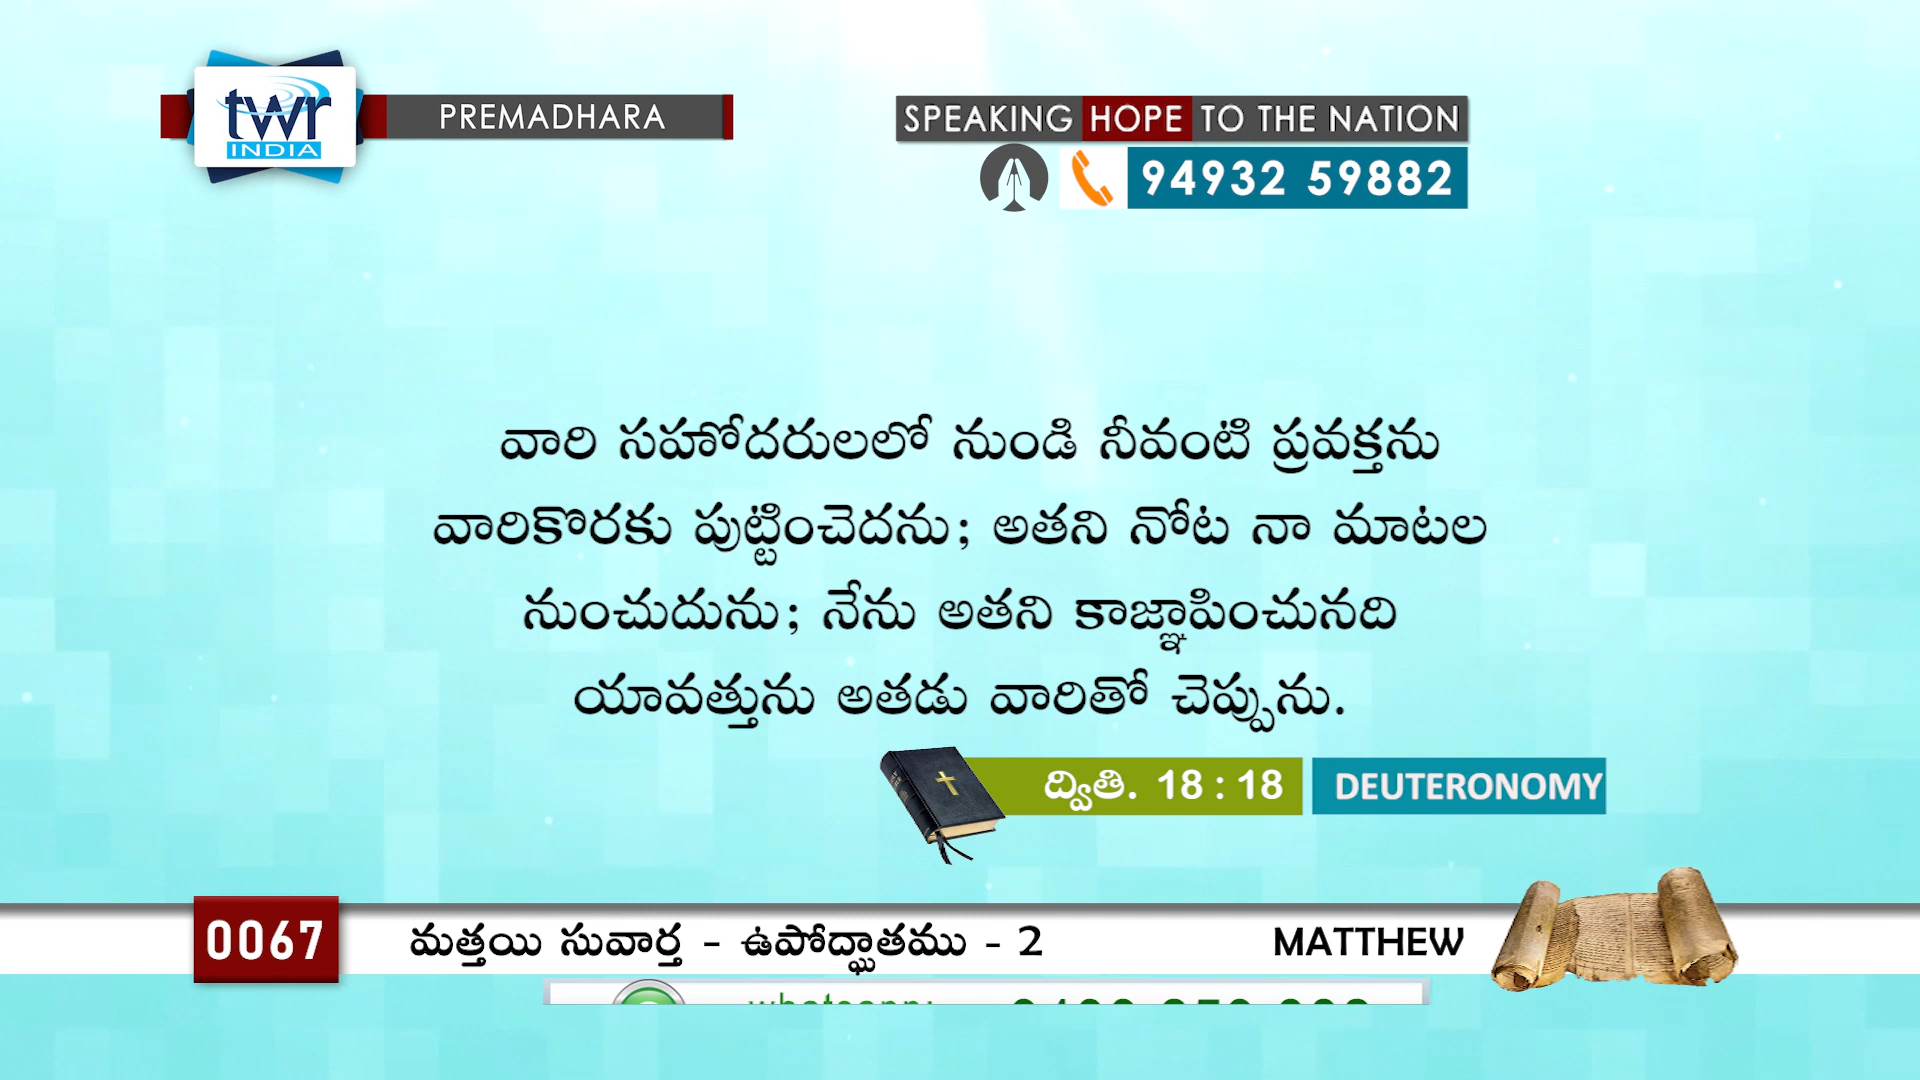 twr
INDIA
PREMADHARA
SPEAKING HOPE TO THE NATION
94932 59882
వారి సహోదరులలో నుండి నీవంటి ప్రవక్తను
వారికొరకు పుట్టించెదను; అతని నోట నా మాటల
నుంచుదును; నేను అతని కాజ్ఞాపించునది
యావత్తును అతడు వారితో చెప్పును.
ద్వితి. 18 : 18
DEUTERONOMY
0067
మత్తయి సువార్త - ఉపోద్ఘాతము - 2
MATTHEW